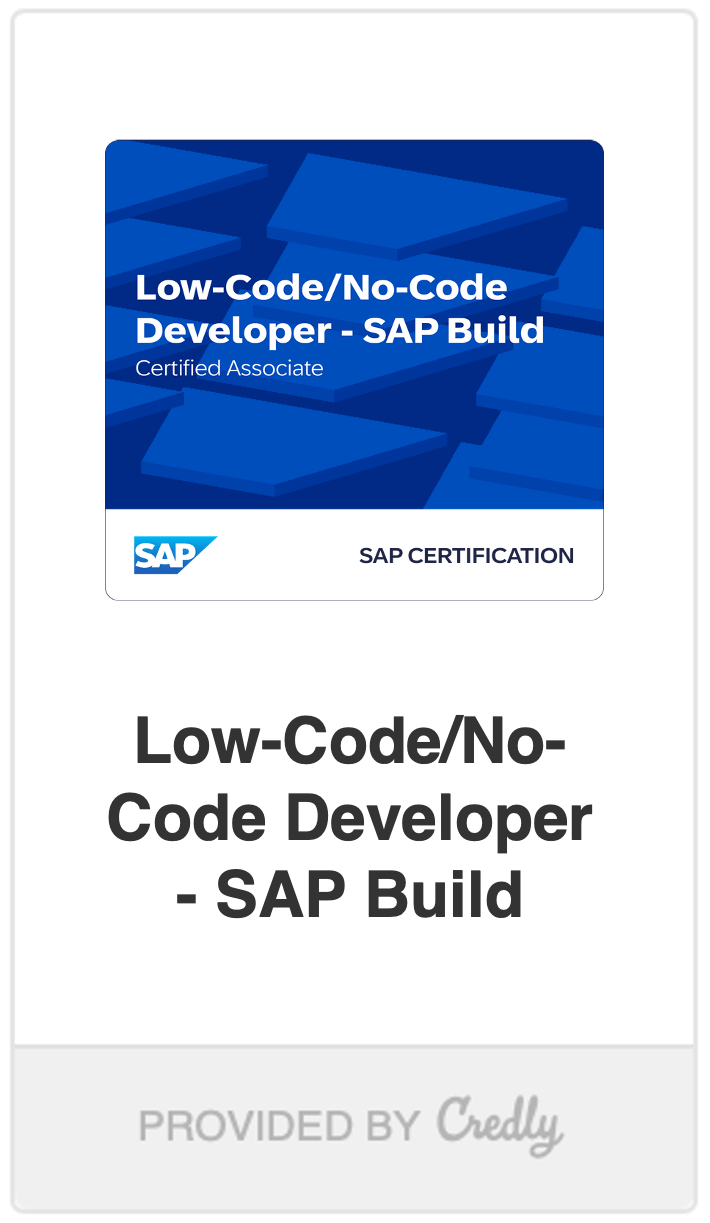 Low-Code/No-Code
Developer - SAP Build
Certified Associate
SAP
SAP CERTIFICATION
Low-Code/No-
Code Developer
- SAP Build
PROVIDED BY Credly